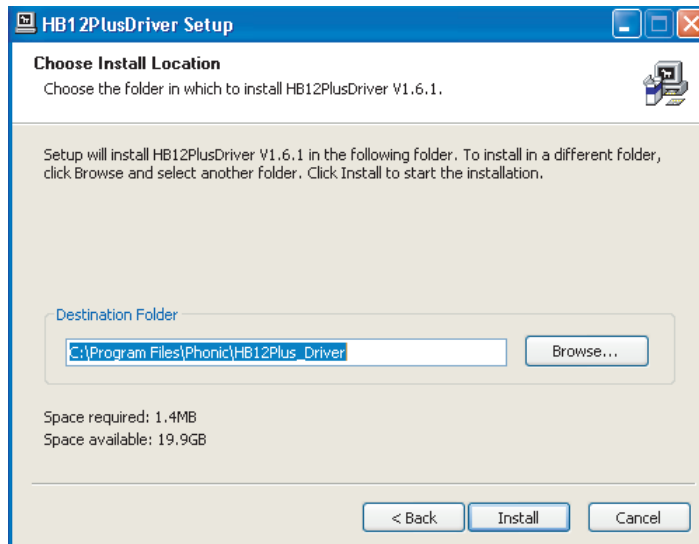 HB12PlusDriver Setup
Choose Install Location
Choose the folder in which to install HB12PlusDriver V1.6.1.
Setup will install HB12PlusDriver V1.6.1 in the following folder. To install in a different folder,
click Browse and select another folder. Click Install to start the installation.
Destination Folder
C:\Program Files\Phonic\HB12Plus_Driver
Browse...
Space required: 1.4MB
Space available: 19.9GB
< Back
Install
Cancel